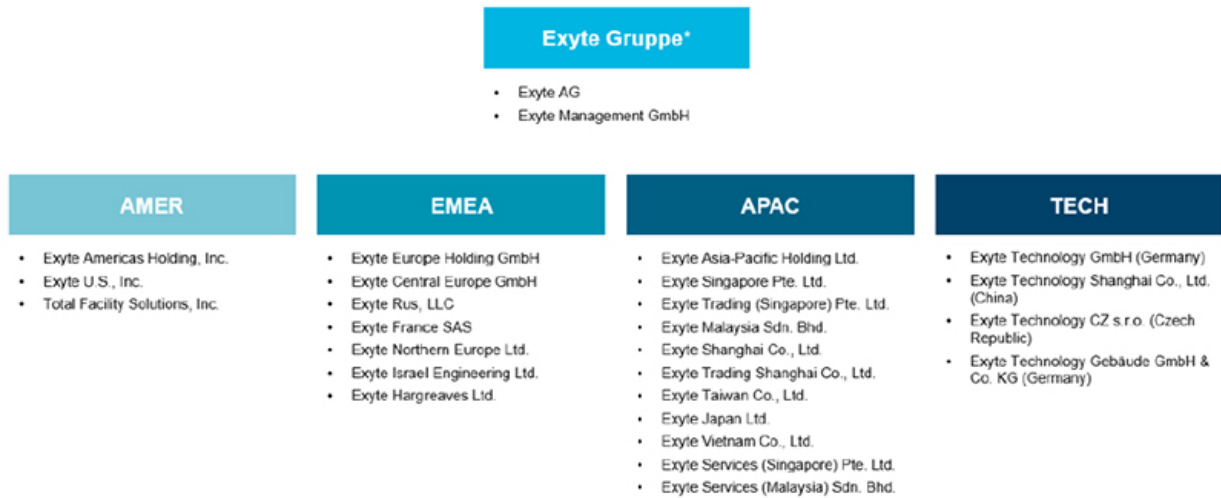 Exyte Gruppe*
• Exyte AG
• Exyte Management GmbH
AMER
• Exyte Americas Holding, Inc.
• Exyte U.S., Inc.
• Total Facility Solutions, Inc.
EMEA
• Exyte Europe Holding GmbH
• Exyte Central Europe GmbH
• Exyte Rus, LLC
• Exyte France SAS
• Exyte Northern Europe Ltd.
• Exyte Israel Engineering Ltd.
• Exyte Hargreaves Ltd.
APAC
• Exyte Asia-Pacific Holding Ltd.
• Exyte Singapore Pte. Ltd.
• Exyte Trading (Singapore) Pte. Ltd.
• Exyte Malaysia Sdn. Bhd.
• Exyte Shanghai Co., Ltd.
• Exyte Trading Shanghai Co., Ltd.
• Exyte Taiwan Co., Ltd.
• Exyte Japan Ltd.
• Exyte Vietnam Co., Ltd.
• Exyte Services (Singapore) Pte. Ltd.
• Exyte Services (Malaysia) Sdn. Bhd.
TECH
• Exyte Technology GmbH (Germany)
• Exyte Technology Shanghai Co., Ltd.
(China)
• Exyte Technology CZ s.r.o. (Czech
Republic)
• Exyte Technology Gebäude GmbH &
Co. KG (Germany)